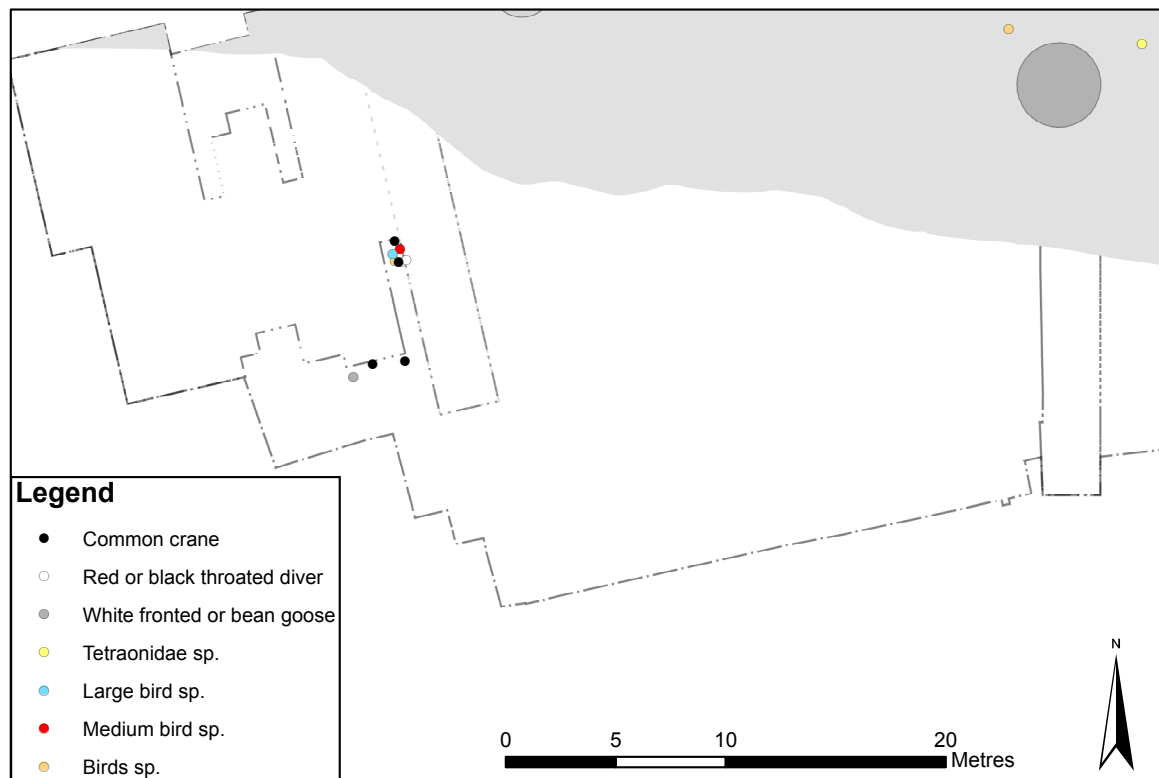 Legend
Common crane
Red or black throated diver
White fronted or bean goose
Tetraonidae sp.
Large bird sp.
Medium bird sp.
Birds sp.
N
0 5 10 20
Metres